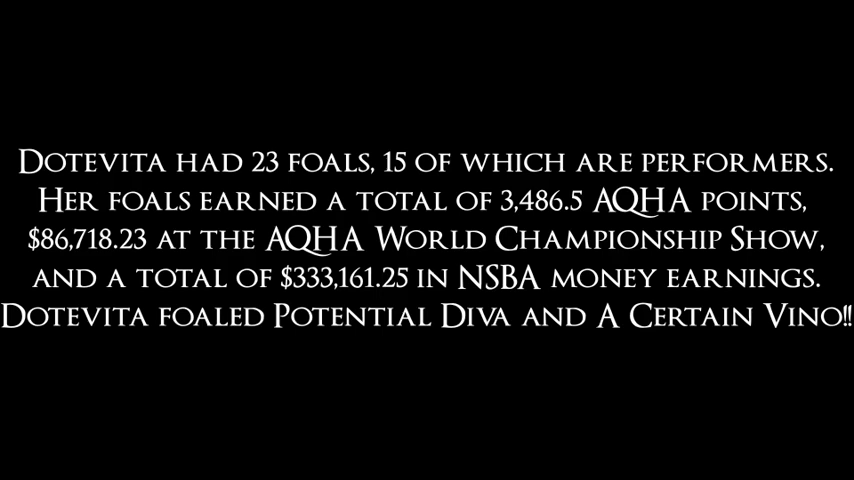 Dotevita had 23 foals, 15 of which are performers.
Her foals earned a total of 3,486.5 AQHA points,
$86,718.23 at the AQHA World Championship Show,
and a total of $333,161.25 in NSBA money earnings.
Dotevita foaled Potential Diva and A Certain Vino!!